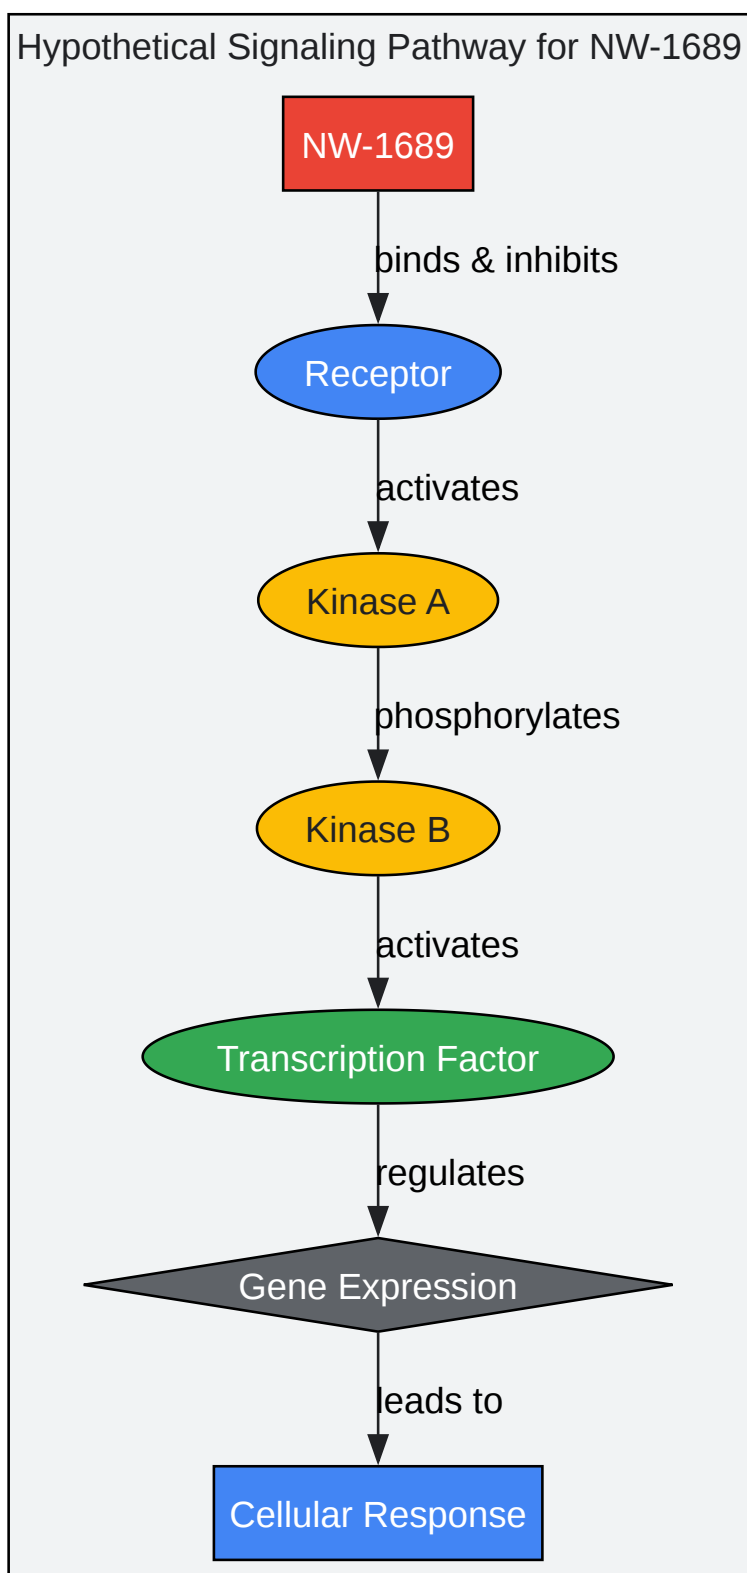 Hypothetical Signaling Pathway for NW-1689
NW-1689
binds & inhibits
Receptor
activates
Kinase A
phosphorylates
Kinase B
activates
Transcription Factor
regulates
Gene Expression
leads to
Cellular Response